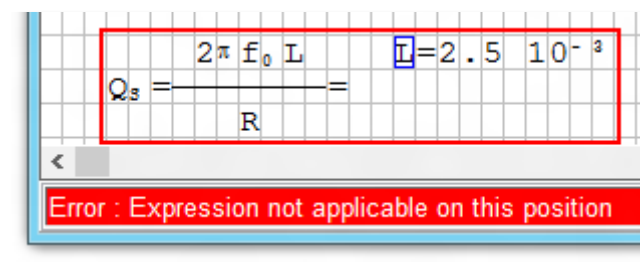 2π f₀ L L=2.5 10⁻³
Qₛ = =
R
Error : Expression not applicable on this position